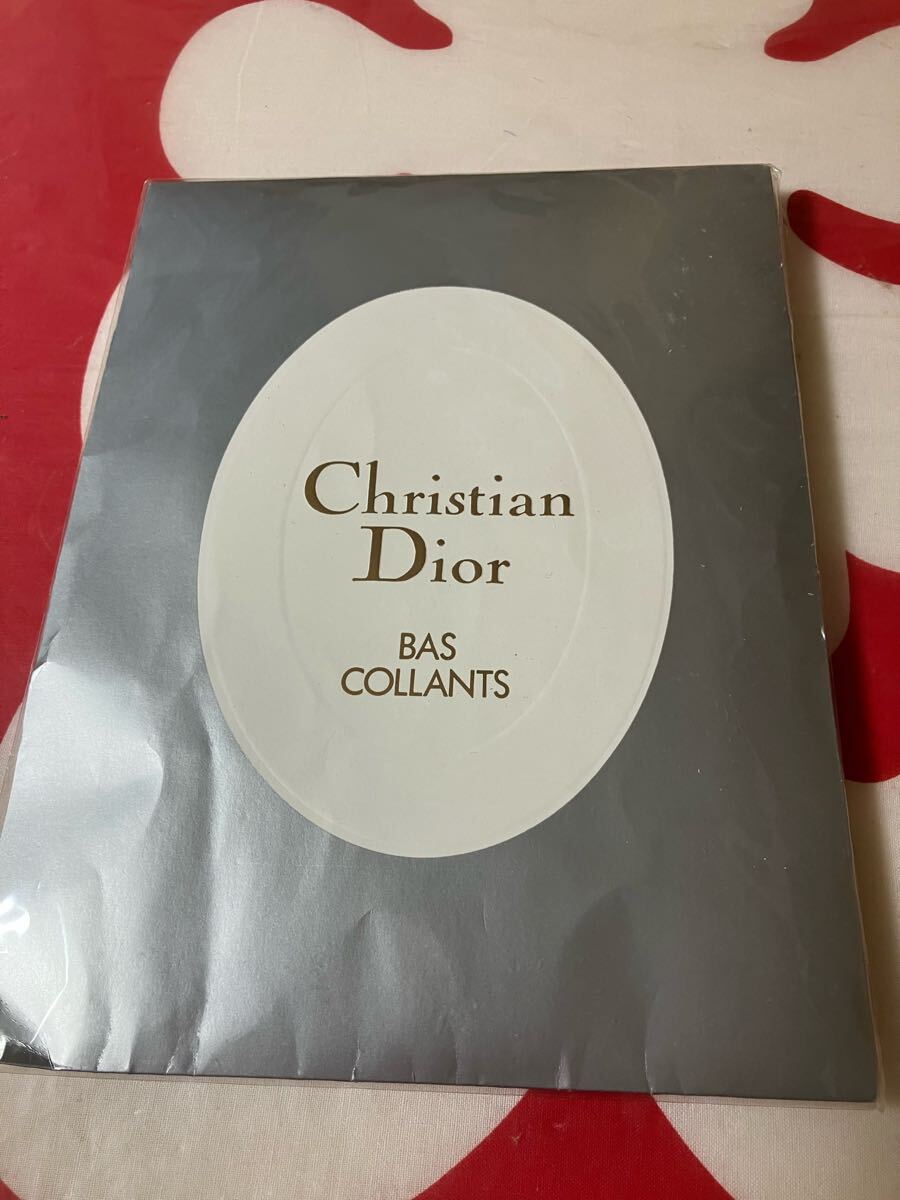 Christian
Dior
BAS
COLLANTS